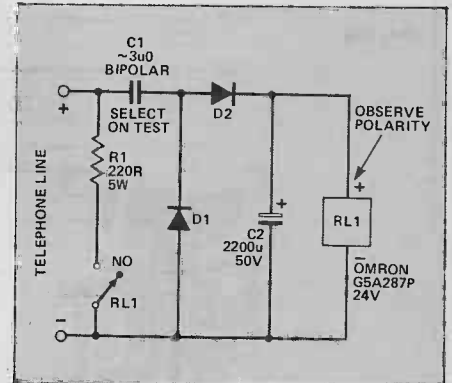 C1
~3u0
BIPOLAR
+
SELECT
ON TEST
D2
OBSERVE
POLARITY
TELEPHONE LINE
R1
220R
5W
D1
+
C2
2200u
50V
+
RL1
NO
RL1
–
–
OMRON
G5A287P
24V